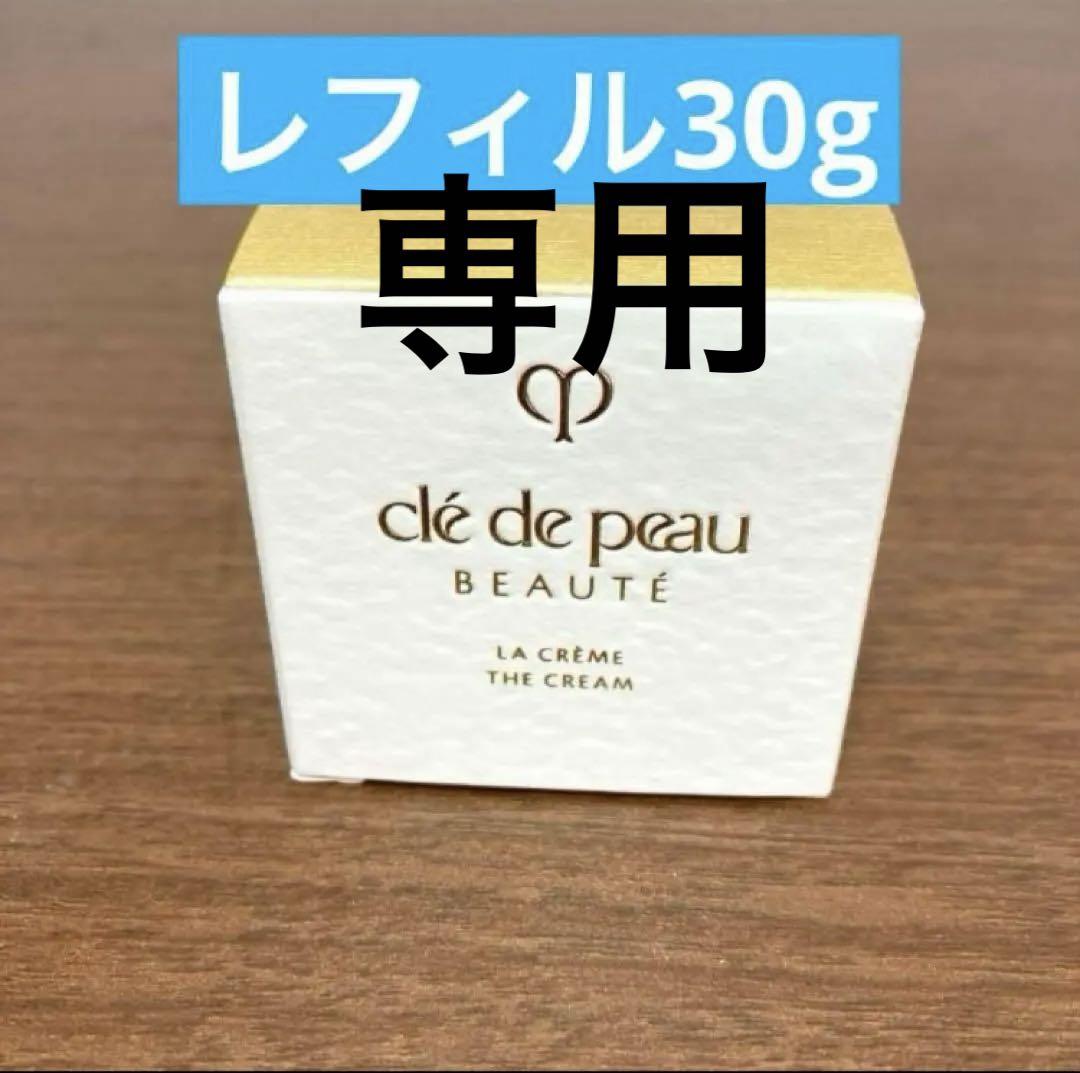 レフィル30g
専用
clé de peau
BEAUTÉ
LA CRÈME
THE CREAM